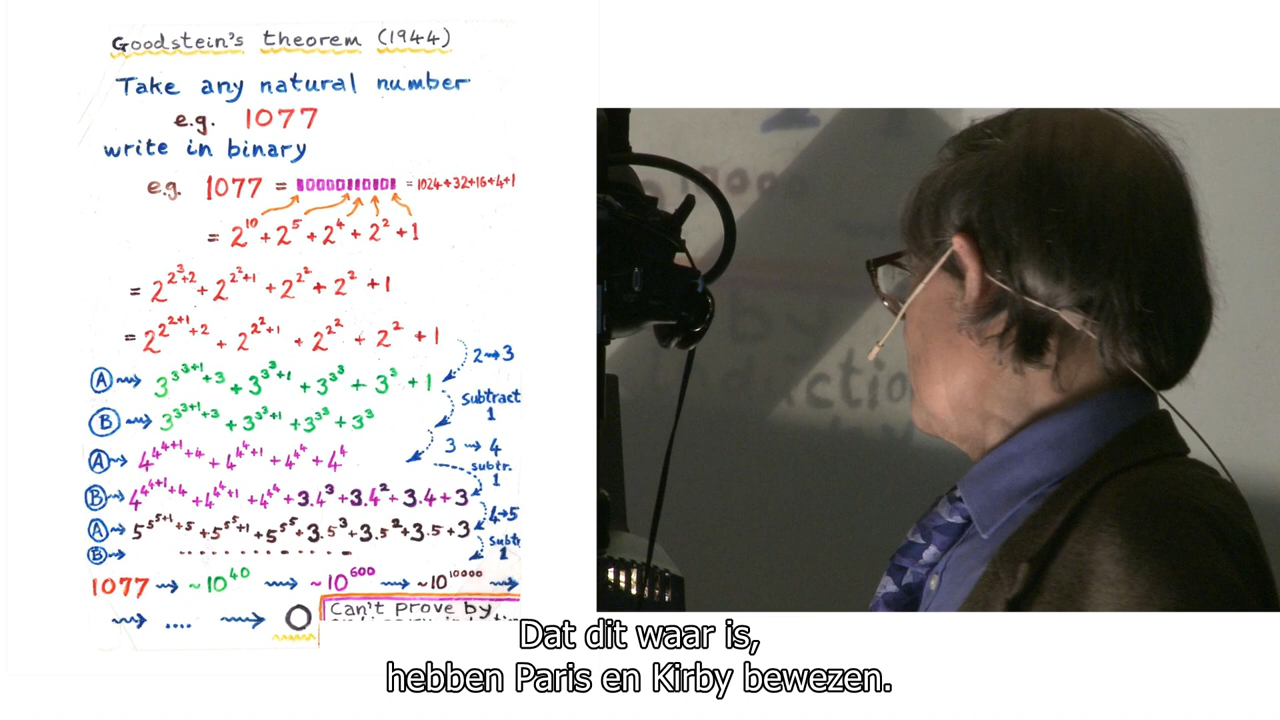 Goodstein's theorem (1944)
Take any natural number
e.g. 1077
write in binary
e.g. 1077 = 10000110101 = 1024+32+16+4+1
= 2^10 + 2^5 + 2^4 + 2^2 + 1
= 2^(2^3+2) + 2^(2^2+1) + 2^(2^2) + 2^2 + 1
= 2^(2^(2+1)+2) + 2^(2^2+1) + 2^(2^2) + 2^2 + 1
2→3
Ⓐ⇝ 3^(3^(3+1)+3) + 3^(3^3+1) + 3^(3^3) + 3^3 + 1
subtract
1
Ⓑ⇝ 3^(3^(3+1)+3) + 3^(3^3+1) + 3^(3^3) + 3^3
3 ⇝ 4
Ⓐ⇝ 4^(4^(4+1)+4) + 4^(4^4+1) + 4^(4^4) + 4^4
subtr.
1
Ⓑ⇝ 4^(4^(4+1)+4) + 4^(4^4+1) + 4^(4^4) + 3.4^3 + 3.4^2 + 3.4 + 3
4→5
Ⓐ⇝ 5^(5^(5+1)+5) + 5^(5^5+1) + 5^(5^5) + 3.5^3 + 3.5^2 + 3.5 + 3
subtr
1
Ⓑ⇝ ............
1077 ⇝ ~10^40 ⇝ ~10^600 ⇝ ~10^10000 ⇝
⇝ .... ⇝ 0
Can't prove by
by
duction
Dat dit waar is,
hebben Paris en Kirby bewezen.